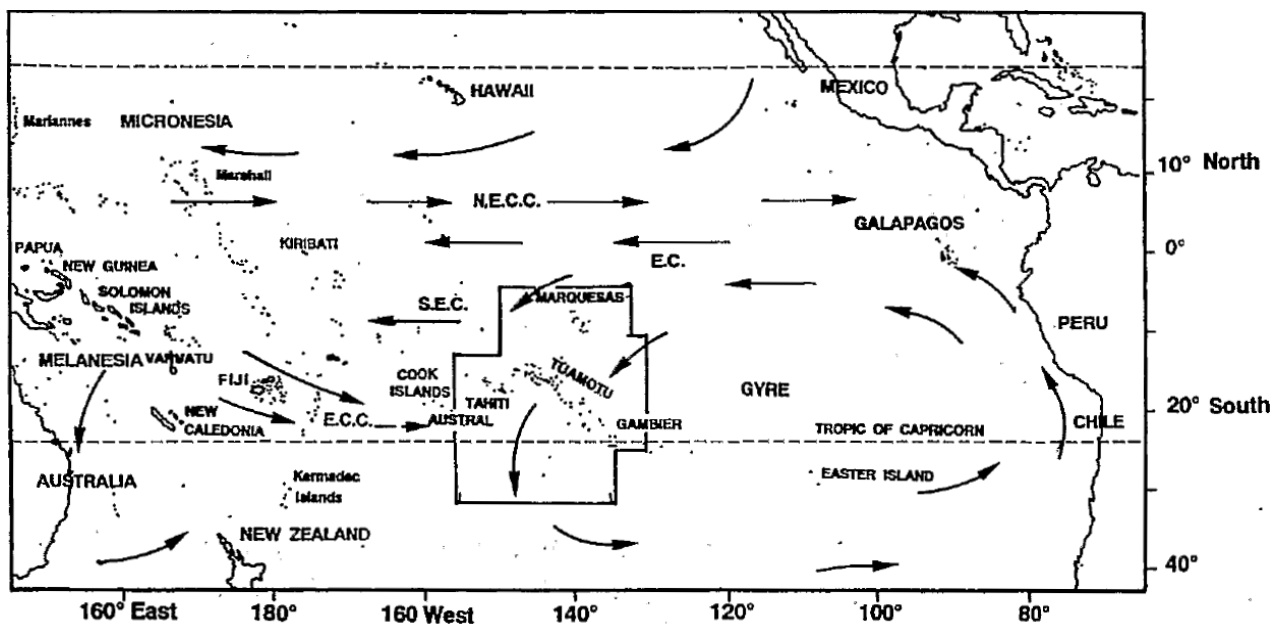 MEXICO
HAWAII
Mariannes
MICRONESIA
10° North
Marshall
N.E.C.C.
GALAPAGOS
KIRIBATI
PAPUA
0°
NEW GUINEA
E.C.
SOLOMON
ISLANDS
S.E.C.
MARQUESAS
PERU
MELANESIA
VANUATU
FIJI
COOK
ISLANDS
TUAMOTU
GYRE
TAHITI
NEW
CALEDONIA
E.C.C.
AUSTRAL
GAMBIER
20° South
CHILE
TROPIC OF CAPRICORN
AUSTRALIA
Kermadec
Islands
EASTER ISLAND
NEW ZEALAND
40°
160° East
180°
160 West
140°
120°
100°
80°